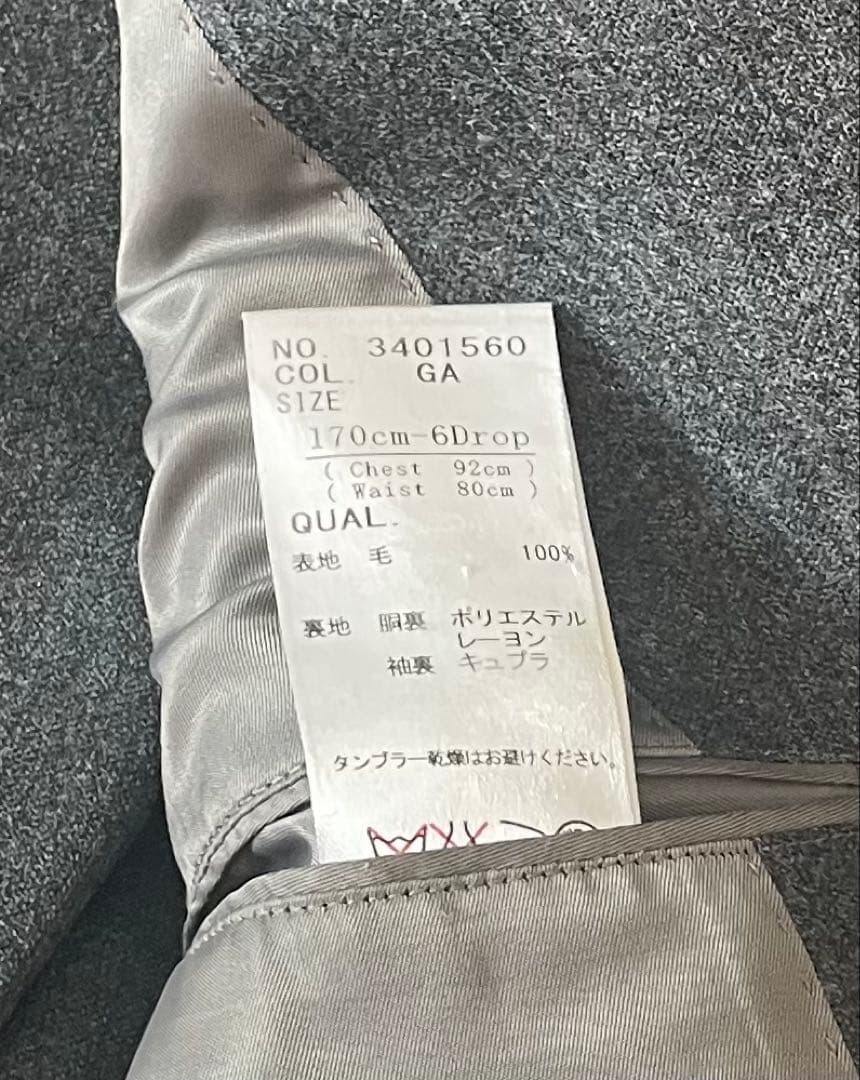 NO. 3401560
COL. GA
SIZE
170cm-6Drop
( Chest 92cm )
( Waist 80cm )
QUAL.
表地 毛 100%
裏地 胴裏 ポリエステル
レーヨン
袖裏 キュプラ
タンブラー乾燥はお避けください。